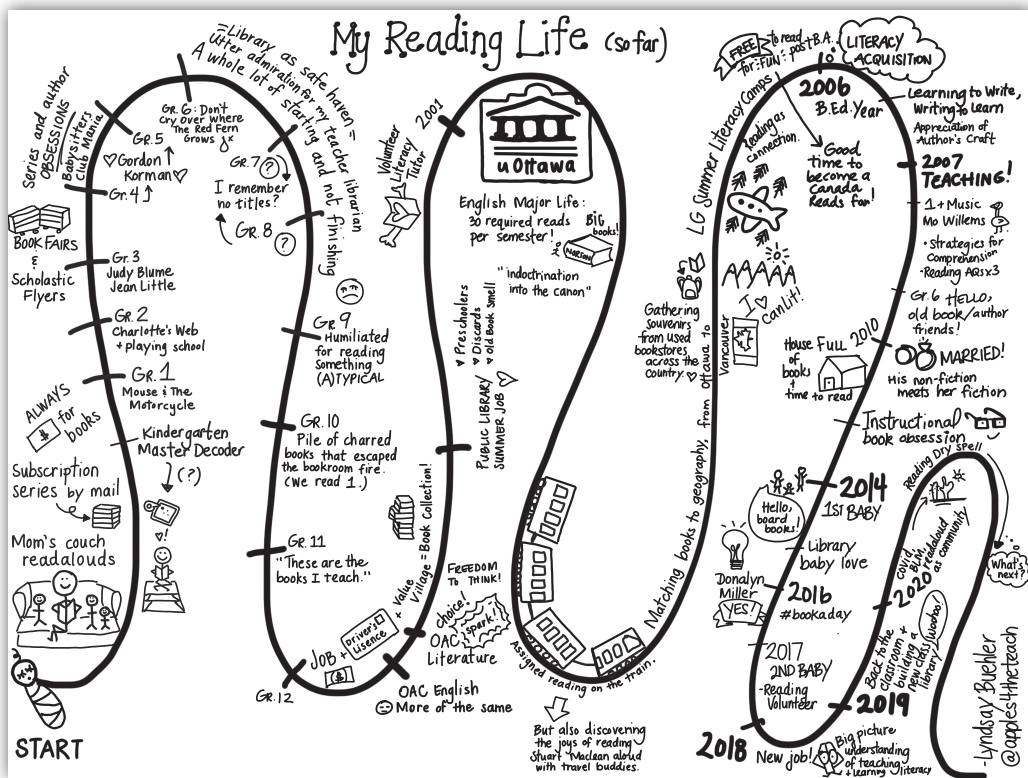 My Reading Life (so far)
START
Mom's couch
readalouds
Subscription
series by mail
Kindergarten
Master Decoder
(?)
ALWAYS
$
for
books
GR. 1
Mouse & The
Motorcycle
GR. 2
Charlotte's Web
+ playing school
Gr. 3
Judy Blume
Jean Little
BOOK FAIRS
&
Scholastic
Flyers
Gr. 4
Series and author
OBSESSIONS
Babysitters
Club Mania
GR. 5
Gordon
Korman
GR. 6: Don't
cry over where
The Red Fern
Grows
GR. 7 ?
I remember
no titles?
GR. 8 ?
"Library as safe haven"
Utter admiration for my teacher librarian
A whole lot of starting and not finishing
GR. 9
Humiliated
for reading
something
(A)TYPICAL
GR. 10
Pile of charred
books that escaped
the bookroom fire.
(We read 1.)
GR. 11
"These are the
books I teach."
GR. 12
JOB + Driver's Lisence + Value Village = Book Collection!
$
OAC English
More of the same
OAC
Literature
FREEDOM
TO THINK!
choice!
spark!
PUBLIC LIBRARY
SUMMER JOB
Preschoolers
Discards
old Book smell
Volunteer
Literacy
Tutor
2001
u Ottawa
English Major Life:
30 required reads
per semester!
Big
books!
NORTON
"indoctrination
into the canon"
Assigned reading on the train.
But also discovering
the joys of reading
Stuart Maclean aloud
with travel buddies.
Matching books to geography, from Ottawa to Vancouver
Gathering
souvenirs
from used
bookstores
across the
country.
I
CanLit!
LG Summer Literacy Camps
Reading as
connection.
FREE to read
for :FUN: post B.A.
Good
time to
become a
Canada
Reads fan!
LITERACY
ACQUISITION
2006
B.Ed. Year
Learning to Write,
Writing to Learn
Appreciation of
Author's Craft
2007
TEACHING!
1 + Music
Mo Willems
• Strategies for
Comprehension
- Reading AQs x3
Gr. 6 HELLO,
old book/author
friends!
2010
MARRIED!
His non-fiction
meets her fiction
House FULL
of
books
+
time to read
Instructional
book obsession
2014
1ST BABY
Hello,
board
books!
Library
baby love
Donalyn
Miller
YES!
2016
#bookaday
2017
2ND BABY
- Reading
Volunteer
2018 New job!
Big picture
understanding
of teaching
+ learning literacy
2019
Back to the
classroom +
building a
new class
library
(woohoo!)
2020
Covid
BLM
readaloud
as community
Reading Dry Spell
What's
next?
-Lyndsay Buehler
@apples4theteach